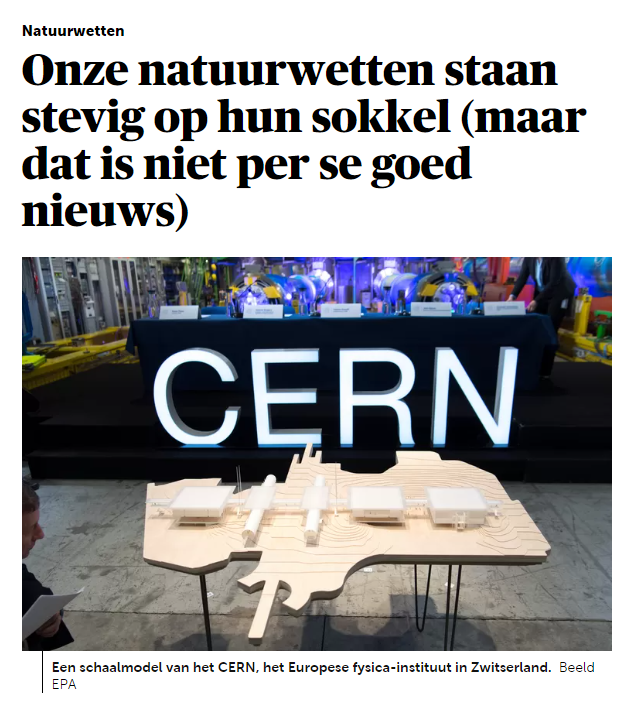 Natuurwetten
Onze natuurwetten staan
stevig op hun sokkel (maar
dat is niet per se goed
nieuws)
CERN
Een schaalmodel van het CERN, het Europese fysica-instituut in Zwitserland. Beeld
EPA